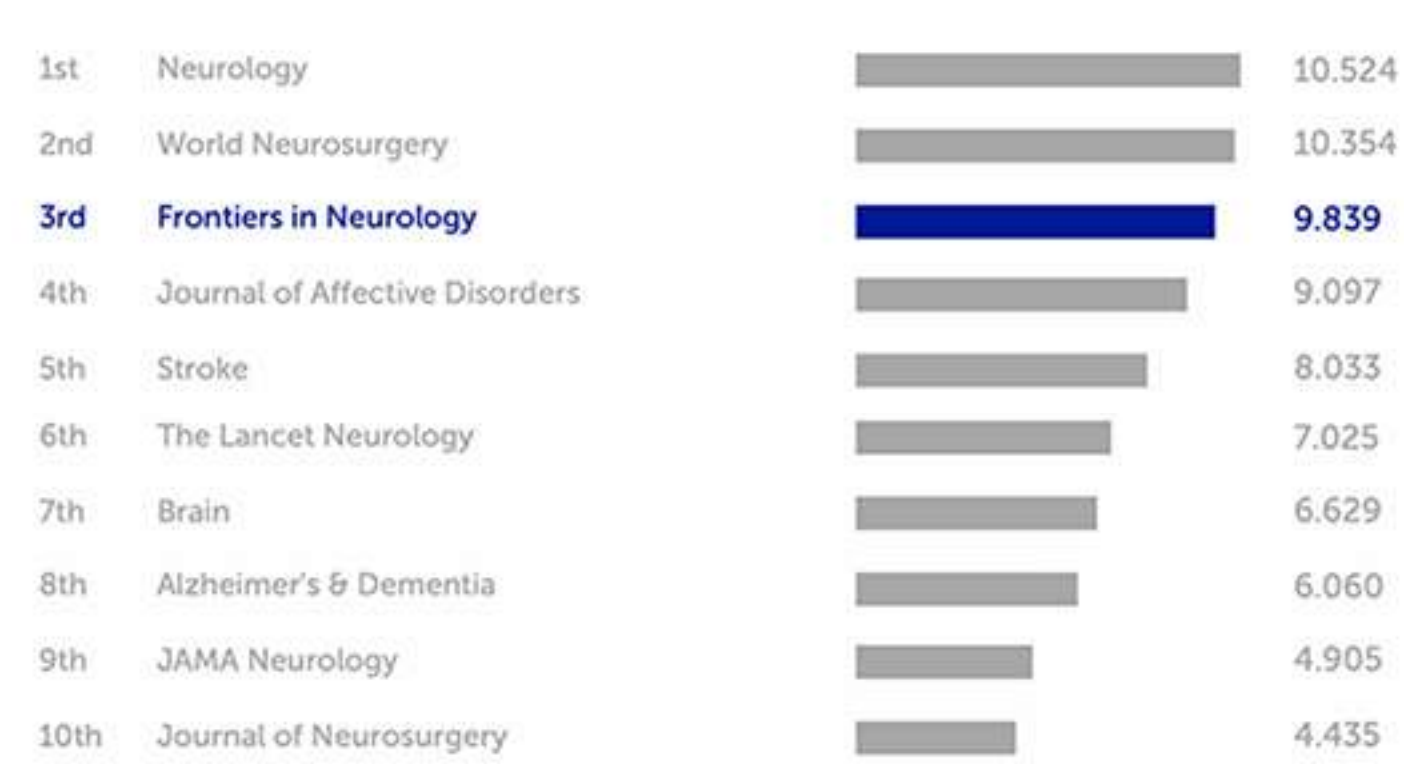 1st Neurology 10.524
2nd World Neurosurgery 10.354
3rd Frontiers in Neurology 9.839
4th Journal of Affective Disorders 9.097
5th Stroke 8.033
6th The Lancet Neurology 7.025
7th Brain 6.629
8th Alzheimer's & Dementia 6.060
9th JAMA Neurology 4.905
10th Journal of Neurosurgery 4.435